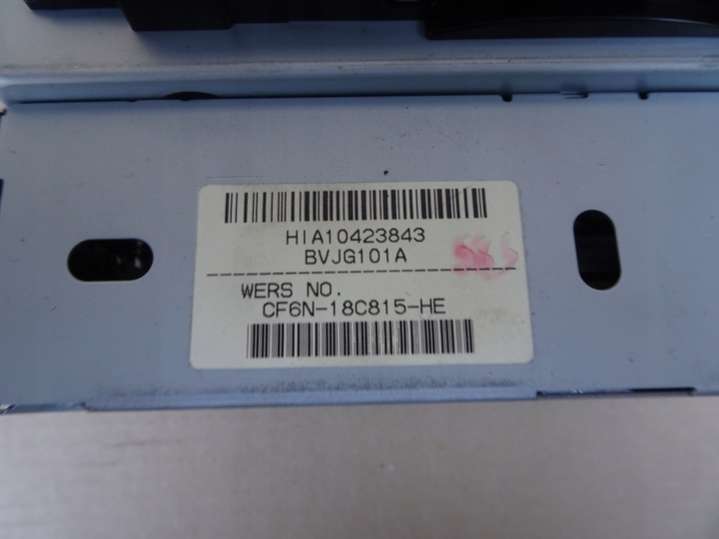 HIA10423843
BVJG101A
WERS NO.
CF6N-18C815-HE